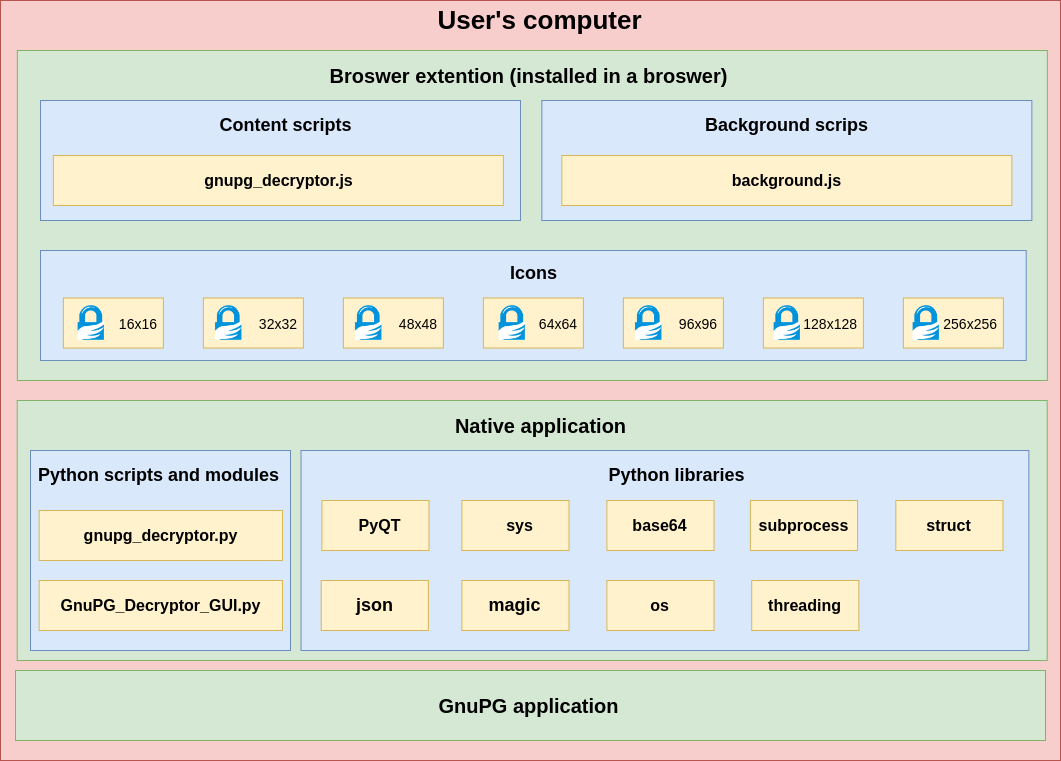 User's computer
Broswer extention (installed in a broswer)
Content scripts
Background scrips
gnupg_decryptor.js
background.js
Icons
16x16
32x32
48x48
64x64
96x96
128x128
256x256
Native application
Python scripts and modules
Python libraries
gnupg_decryptor.py
GnuPG_Decryptor_GUI.py
PyQT
sys
base64
subprocess
struct
json
magic
os
threading
GnuPG application